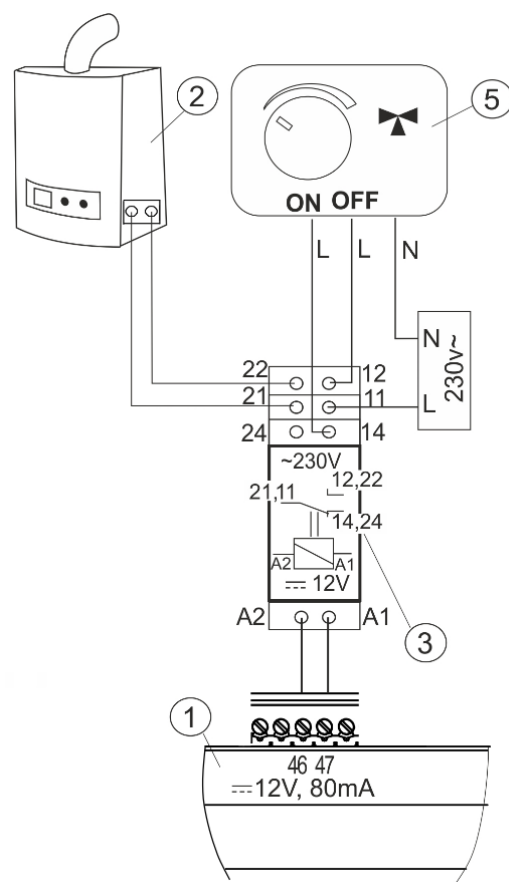 2
5
ON OFF
L L N
N
L
230v~
22 12
21 11
24 14
~230V
12,22
21,11
14,24
A2 A1
⎓ 12V
A2 A1
3
1
46 47
⎓12V, 80mA